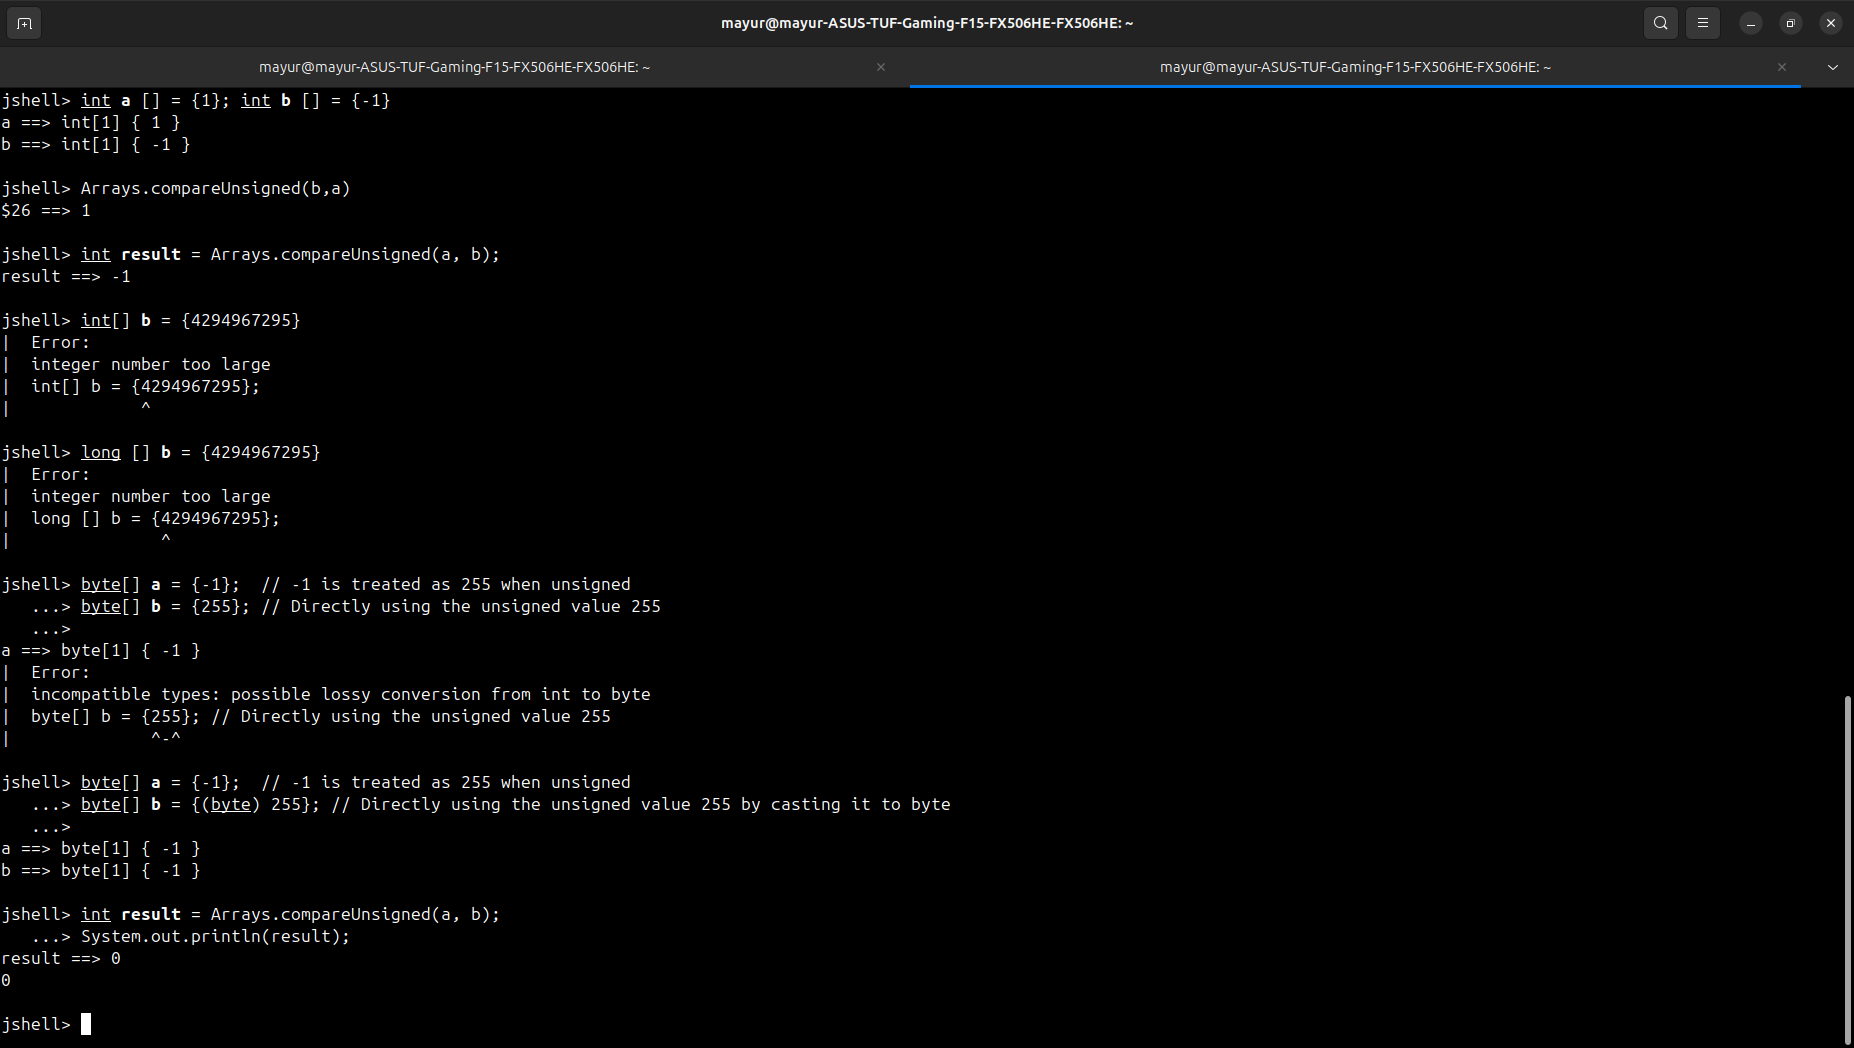 mayur@mayur-ASUS-TUF-Gaming-F15-FX506HE-FX506HE: ~
mayur@mayur-ASUS-TUF-Gaming-F15-FX506HE-FX506HE: ~
mayur@mayur-ASUS-TUF-Gaming-F15-FX506HE-FX506HE: ~
jshell> int a [] = {1}; int b [] = {-1}
a ==> int[1] { 1 }
b ==> int[1] { -1 }
jshell> Arrays.compareUnsigned(b,a)
$26 ==> 1
jshell> int result = Arrays.compareUnsigned(a, b);
result ==> -1
jshell> int[] b = {4294967295}
|  Error:
|  integer number too large
|  int[] b = {4294967295};
|             ^
jshell> long [] b = {4294967295}
|  Error:
|  integer number too large
|  long [] b = {4294967295};
|               ^
jshell> byte[] a = {-1};  // -1 is treated as 255 when unsigned
   ...> byte[] b = {255}; // Directly using the unsigned value 255
   ...>
a ==> byte[1] { -1 }
|  Error:
|  incompatible types: possible lossy conversion from int to byte
|  byte[] b = {255}; // Directly using the unsigned value 255
|              ^-^
jshell> byte[] a = {-1};  // -1 is treated as 255 when unsigned
   ...> byte[] b = {(byte) 255}; // Directly using the unsigned value 255 by casting it to byte
   ...>
a ==> byte[1] { -1 }
b ==> byte[1] { -1 }
jshell> int result = Arrays.compareUnsigned(a, b);
   ...> System.out.println(result);
result ==> 0
0
jshell>